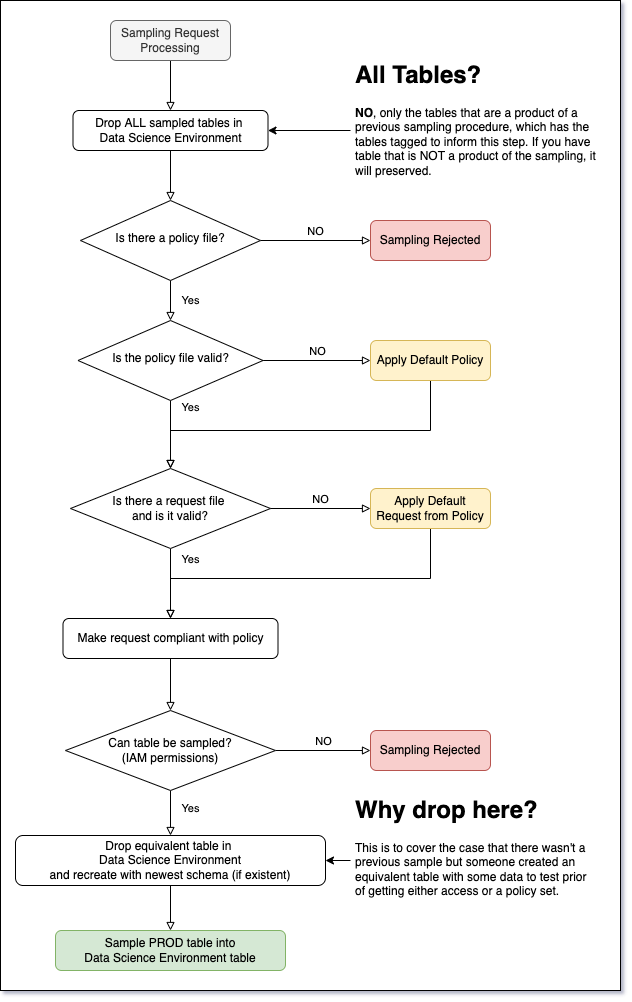 Sampling Request
Processing
All Tables?
NO, only the tables that are a product of a
previous sampling procedure, which has the
tables tagged to inform this step. If you have
table that is NOT a product of the sampling, it
will preserved.
Drop ALL sampled tables in
Data Science Environment
Is there a policy file?
NO
Sampling Rejected
Yes
Is the policy file valid?
NO
Apply Default Policy
Yes
Is there a request file
and is it valid?
NO
Apply Default
Request from Policy
Yes
Make request compliant with policy
Can table be sampled?
(IAM permissions)
NO
Sampling Rejected
Yes
Why drop here?
This is to cover the case that there wasn't a
previous sample but someone created an
equivalent table with some data to test prior
of getting either access or a policy set.
Drop equivalent table in
Data Science Environment
and recreate with newest schema (if existent)
Sample PROD table into
Data Science Environment table